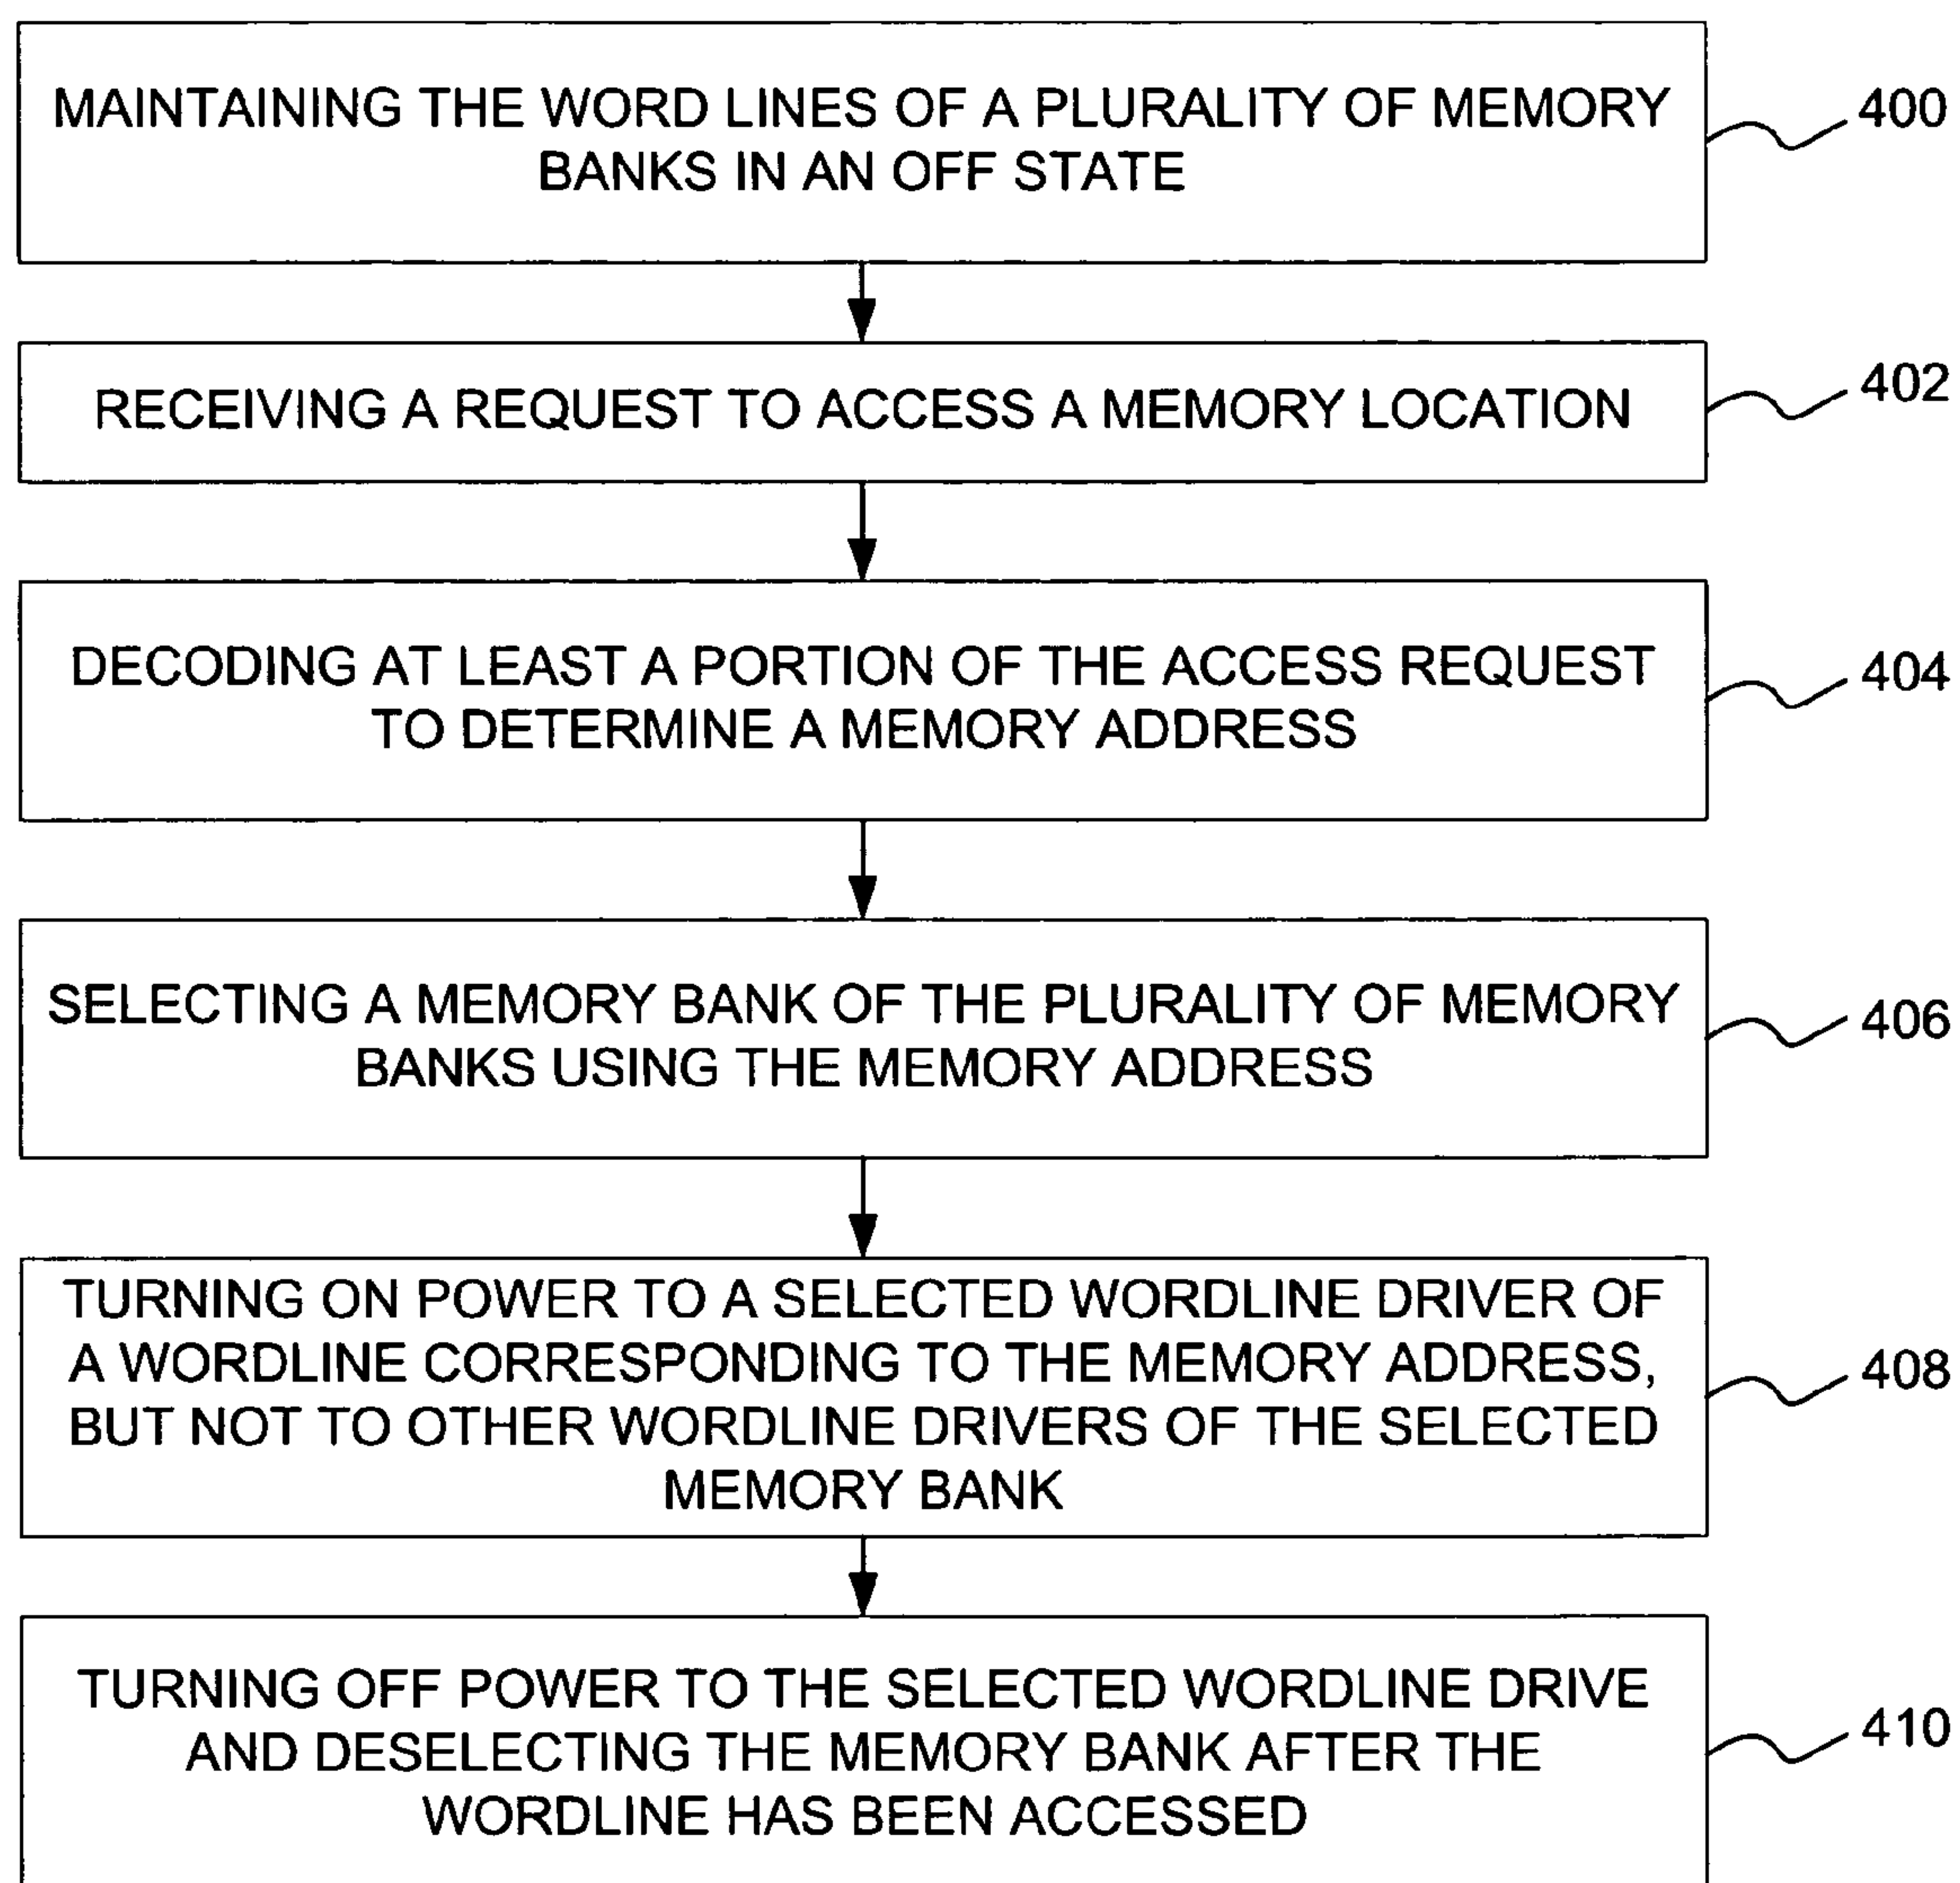 MAINTAINING THE WORD LINES OF A PLURALITY OF MEMORY
BANKS IN AN OFF STATE
400
RECEIVING A REQUEST TO ACCESS A MEMORY LOCATION
402
DECODING AT LEAST A PORTION OF THE ACCESS REQUEST
TO DETERMINE A MEMORY ADDRESS
404
SELECTING A MEMORY BANK OF THE PLURALITY OF MEMORY
BANKS USING THE MEMORY ADDRESS
406
TURNING ON POWER TO A SELECTED WORDLINE DRIVER OF
A WORDLINE CORRESPONDING TO THE MEMORY ADDRESS,
BUT NOT TO OTHER WORDLINE DRIVERS OF THE SELECTED
MEMORY BANK
408
TURNING OFF POWER TO THE SELECTED WORDLINE DRIVE
AND DESELECTING THE MEMORY BANK AFTER THE
WORDLINE HAS BEEN ACCESSED
410